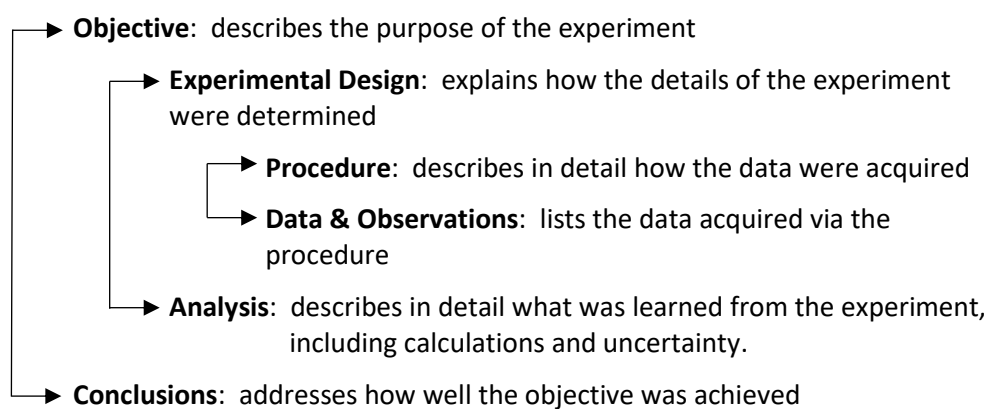 Objective: describes the purpose of the experiment
Experimental Design: explains how the details of the experiment
were determined
Procedure: describes in detail how the data were acquired
Data & Observations: lists the data acquired via the
procedure
Analysis: describes in detail what was learned from the experiment,
including calculations and uncertainty.
Conclusions: addresses how well the objective was achieved